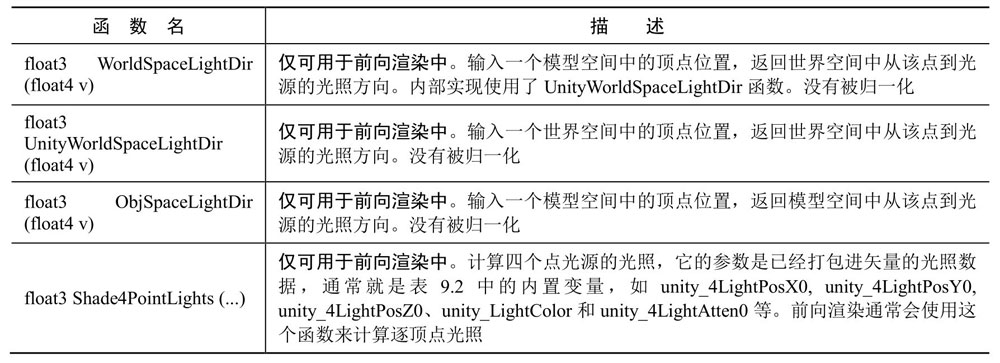 函 数 名
描 述
float3 WorldSpaceLightDir
(float4 v)
仅可用于前向渲染中。输入一个模型空间中的顶点位置，返回世界空间中从该点到光
源的光照方向。内部实现使用了 UnityWorldSpaceLightDir 函数。没有被归一化
float3
UnityWorldSpaceLightDir
(float4 v)
仅可用于前向渲染中。输入一个世界空间中的顶点位置，返回世界空间中从该点到光
源的光照方向。没有被归一化
float3 ObjSpaceLightDir
(float4 v)
仅可用于前向渲染中。输入一个模型空间中的顶点位置，返回模型空间中从该点到光
源的光照方向。没有被归一化
float3 Shade4PointLights (...)
仅可用于前向渲染中。计算四个点光源的光照，它的参数是已经打包进矢量的光照数
据，通常就是表 9.2 中的内置变量，如 unity_4LightPosX0, unity_4LightPosY0,
unity_4LightPosZ0、unity_LightColor 和 unity_4LightAtten0 等。前向渲染通常会使用这
个函数来计算逐顶点光照